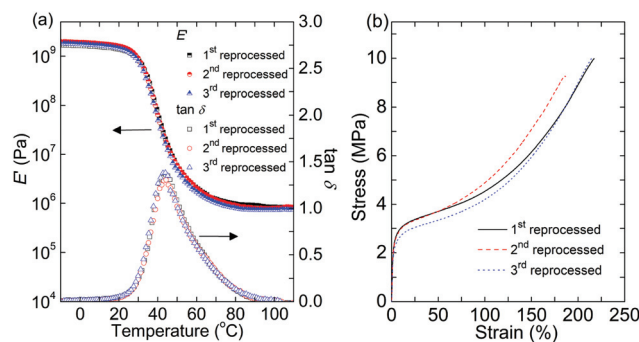 (a)
E'
1st reprocessed
2nd reprocessed
3rd reprocessed
tan δ
1st reprocessed
2nd reprocessed
3rd reprocessed
E' (Pa)
10⁹
10⁸
10⁷
10⁶
10⁵
10⁴
3.0
2.5
2.0
1.5
1.0
0.5
0.0
tan δ
0 20 40 60 80 100
Temperature (°C)
(b)
Stress (MPa)
12
10
8
6
4
2
0
1st reprocessed
2nd reprocessed
3rd reprocessed
0 50 100 150 200 250
Strain (%)